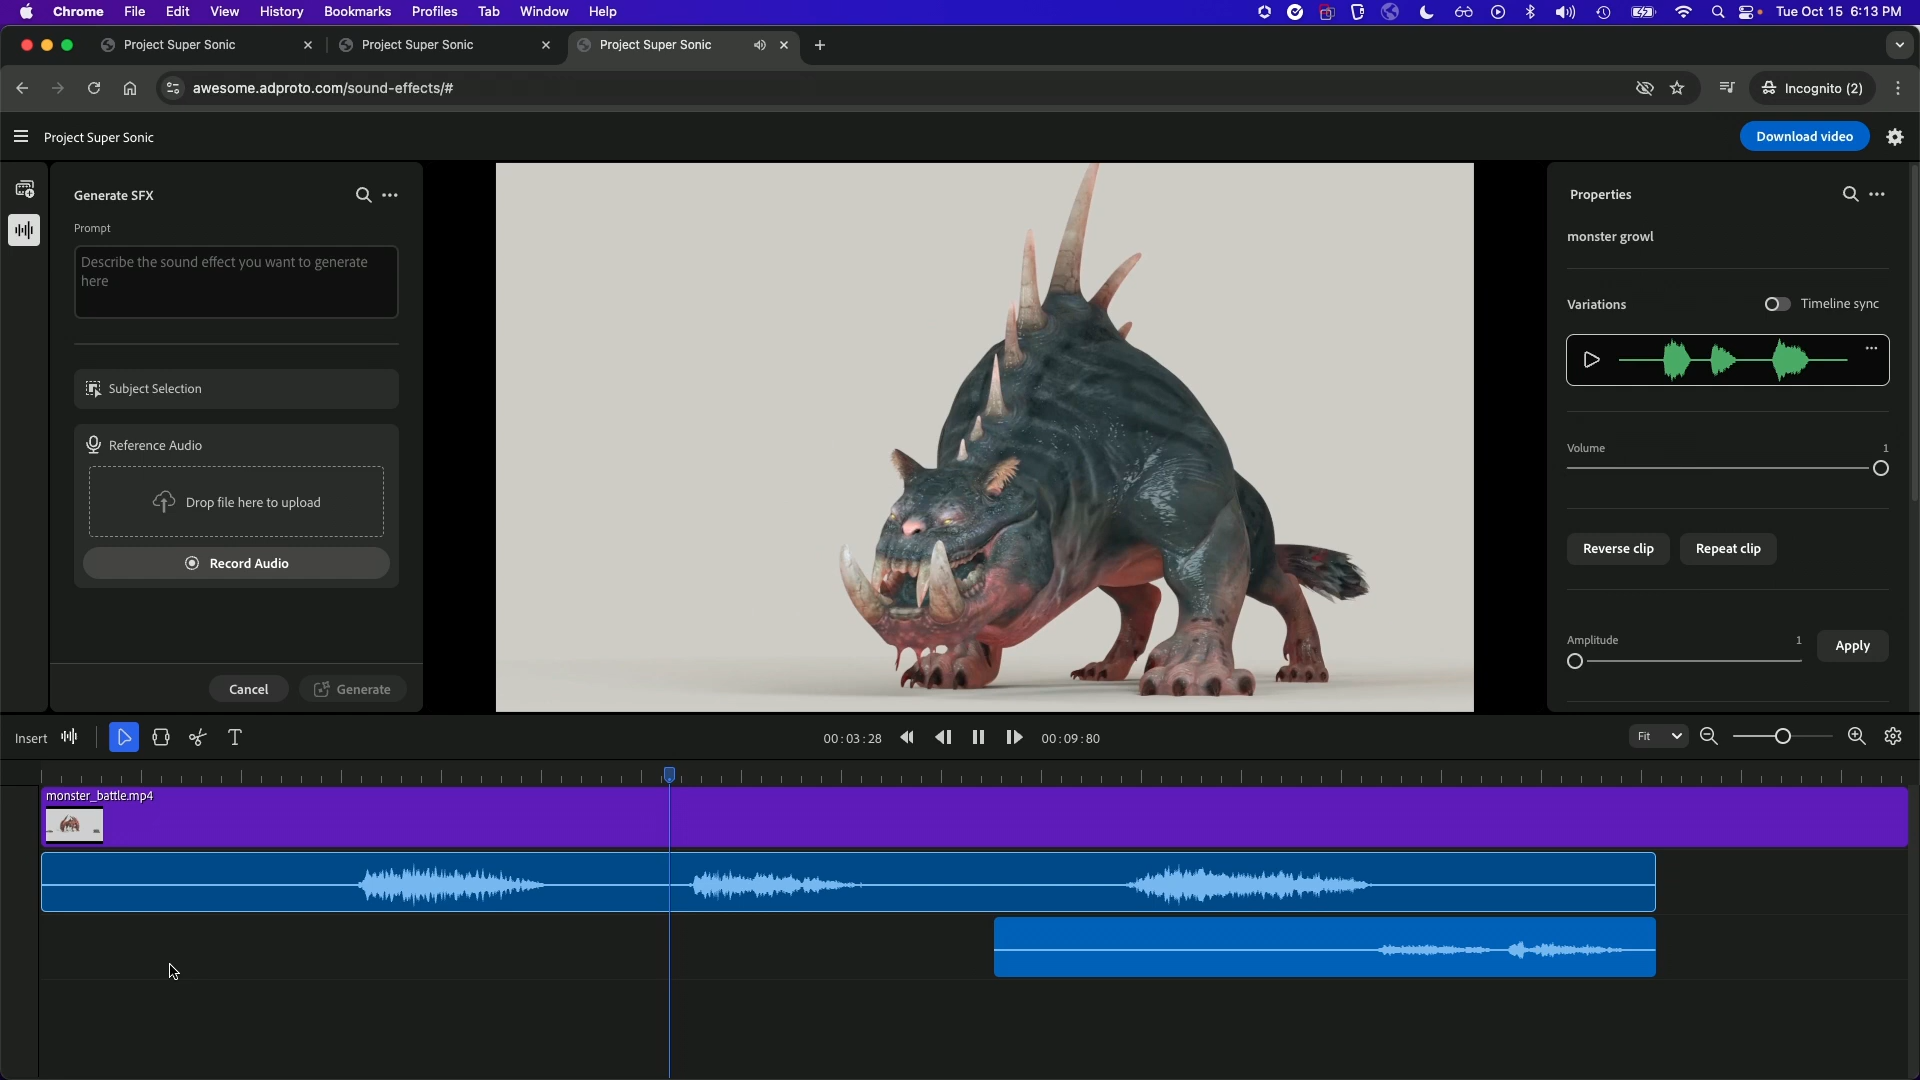 Chrome File Edit View History Bookmarks Profiles Tab Window Help Tue Oct 15 6:13 PM
Project Super Sonic Project Super Sonic Project Super Sonic
awesome.adproto.com/sound-effects/# Incognito (2)
Project Super Sonic Download video
Generate SFX
Prompt
Describe the sound effect you want to generate
here
Subject Selection
Reference Audio
Drop file here to upload
Record Audio
Cancel Generate
Properties
monster growl
Variations Timeline sync
Volume 1
Reverse clip Repeat clip
Amplitude 1 Apply
Insert 00:03:28 00:09:80 Fit
monster_battle.mp4